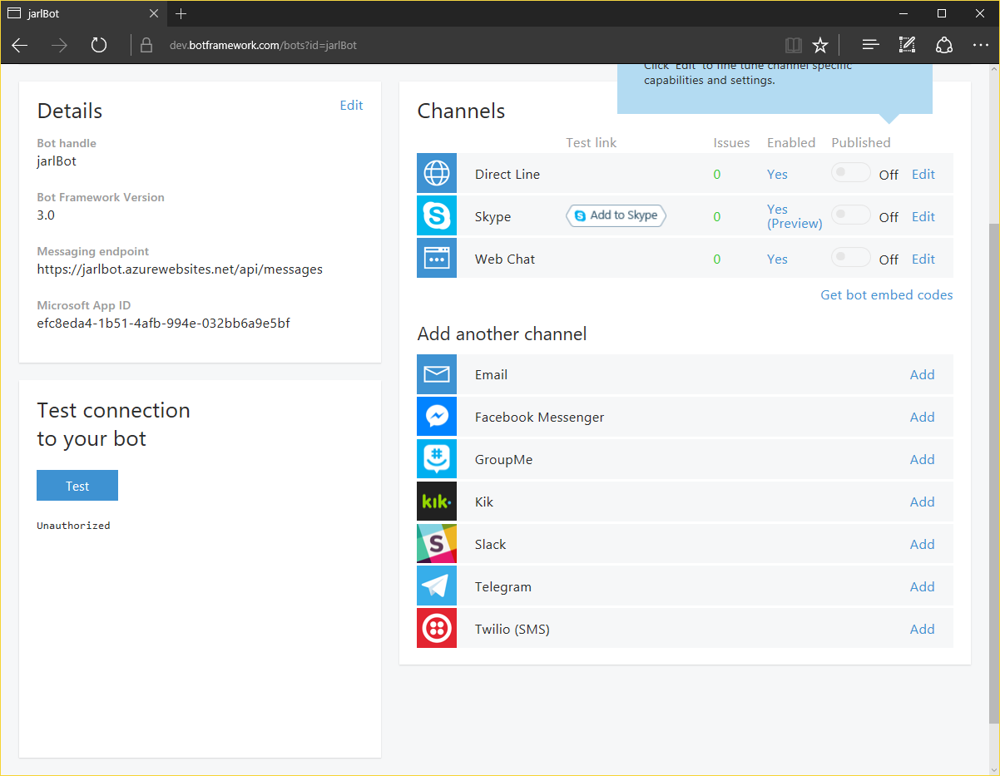 jarlBot
dev.botframework.com/bots?id=jarlBot
Click "Edit" to fine tune channel specific
capabilities and settings.
Details
Edit
Bot handle
jarlBot
Bot Framework Version
3.0
Messaging endpoint
https://jarlbot.azurewebsites.net/api/messages
Microsoft App ID
efc8eda4-1b51-4afb-994e-032bb6a9e5bf
Test connection
to your bot
Test
Unauthorized
Channels
Test link Issues Enabled Published
Direct Line 0 Yes Off Edit
Skype Add to Skype 0 Yes (Preview) Off Edit
Web Chat 0 Yes Off Edit
Get bot embed codes
Add another channel
Email Add
Facebook Messenger Add
GroupMe Add
kik. Kik Add
S Slack Add
Telegram Add
Twilio (SMS) Add